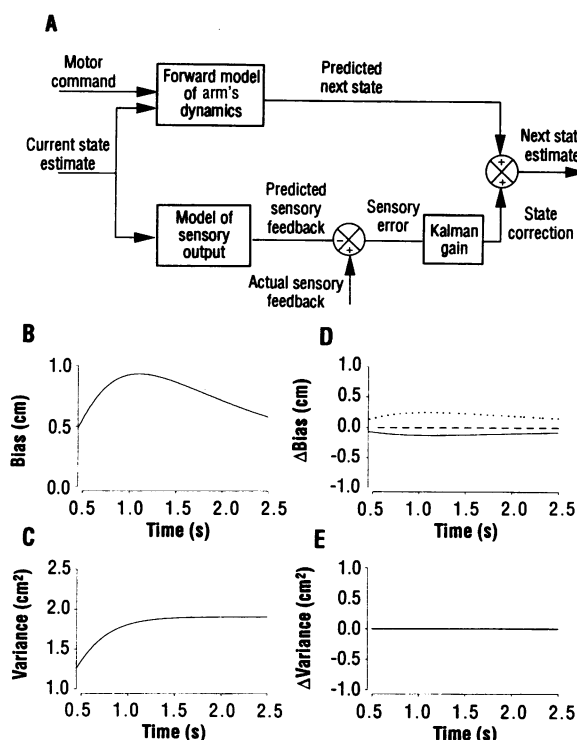 A
Motor
command
Forward model
of arm's
dynamics
Predicted
next state
Current state
estimate
Next stat
estimate
Model of
sensory
output
Predicted
sensory
feedback
Sensory
error
Kalman
gain
State
correction
Actual sensory
feedback
B
Bias (cm)
1.0
0.5
0.0
0.5 1.0 1.5 2.0 2.5
Time (s)
D
ΔBias (cm)
1.0
0.5
0.0
-0.5
-1.0
0.5 1.0 1.5 2.0 2.5
Time (s)
C
Variance (cm²)
2.5
2.0
1.5
1.0
0.5 1.0 1.5 2.0 2.5
Time (s)
E
ΔVariance (cm²)
1.0
0.5
0.0
-0.5
-1.0
0.5 1.0 1.5 2.0 2.5
Time (s)